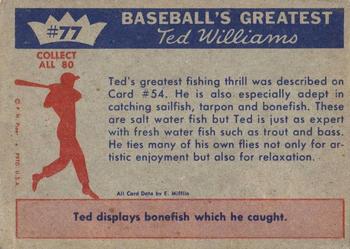 #77
BASEBALL'S GREATEST
Ted Williams
COLLECT
ALL 80
Ted's greatest fishing thrill was described on
Card #54. He is also especially adept in
catching sailfish, tarpon and bonefish. These
are salt water fish but Ted is just as expert
with fresh water fish such as trout and bass.
He ties many of his own flies not only for ar-
tistic enjoyment but also for relaxation.
PRTD. U.S.A.
All Card Data by E. Mifflin
Ted displays bonefish which he caught.